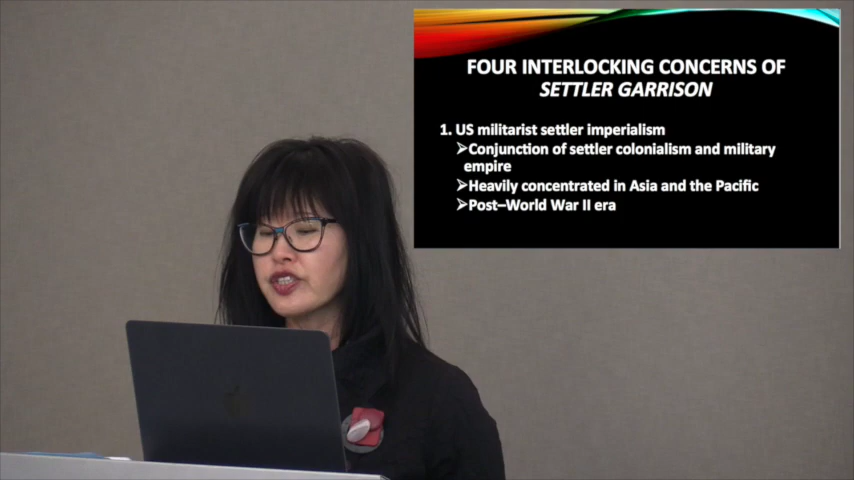 FOUR INTERLOCKING CONCERNS OF
SETTLER GARRISON
1. US militarist settler imperialism
➢Conjunction of settler colonialism and military
empire
➢Heavily concentrated in Asia and the Pacific
➢Post–World War II era